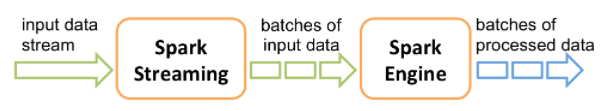 input data
stream
Spark
Streaming
batches of
input data
Spark
Engine
batches of
processed data